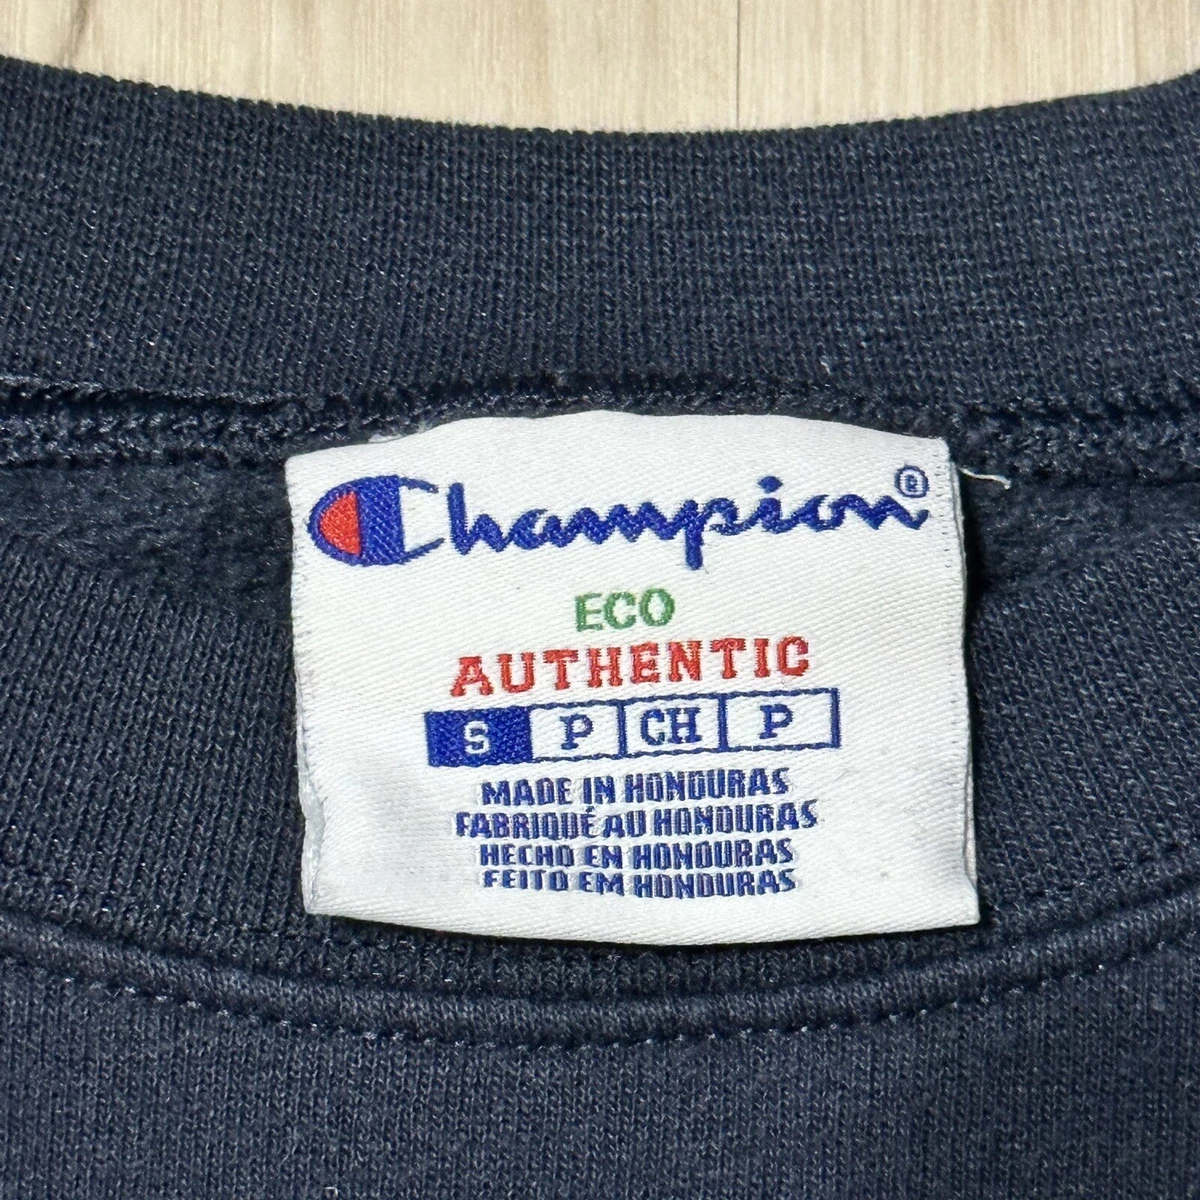 Champion®
ECO
AUTHENTIC
S P CH P
MADE IN HONDURAS
FABRIQUÉ AU HONDURAS
HECHO EN HONDURAS
FEITO EM HONDURAS